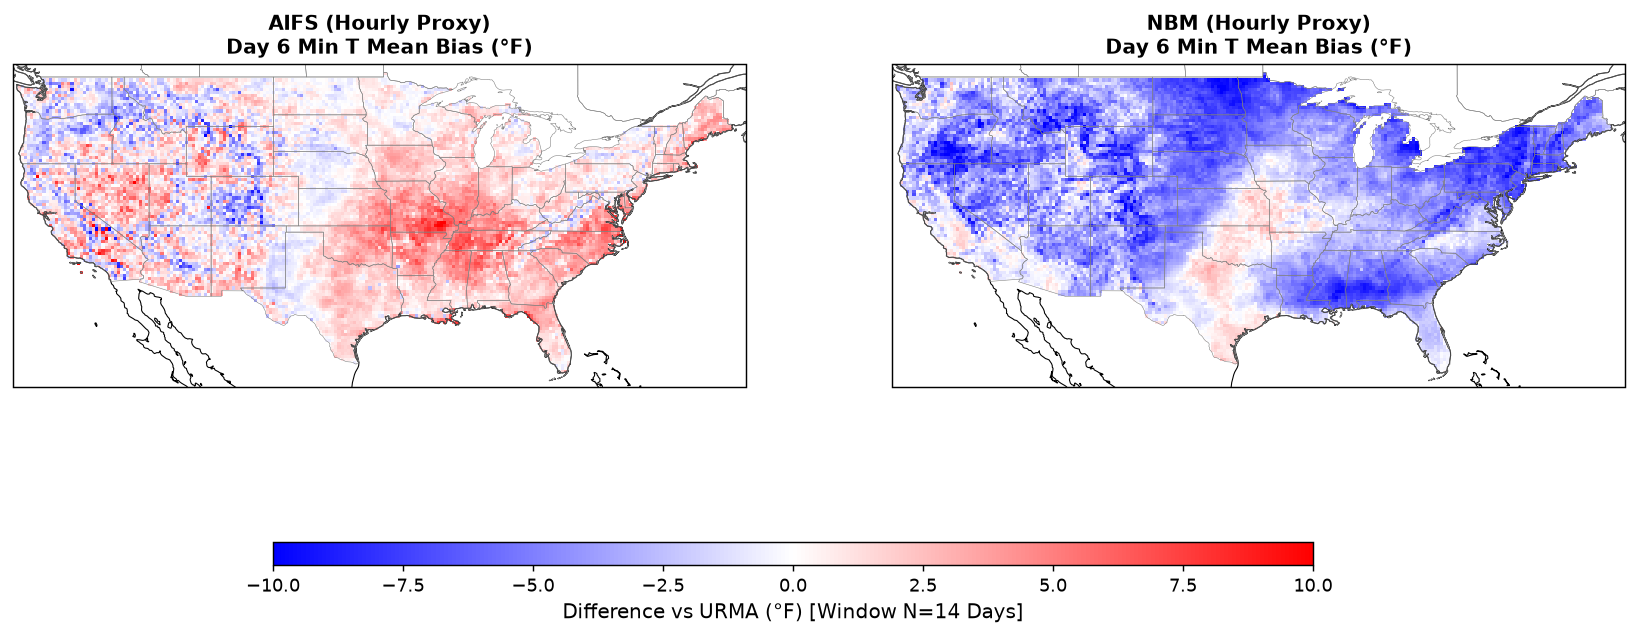 AIFS (Hourly Proxy)
Day 6 Min T Mean Bias (°F)
NBM (Hourly Proxy)
Day 6 Min T Mean Bias (°F)
−10.0 −7.5 −5.0 −2.5 0.0 2.5 5.0 7.5 10.0
Difference vs URMA (°F) [Window N=14 Days]